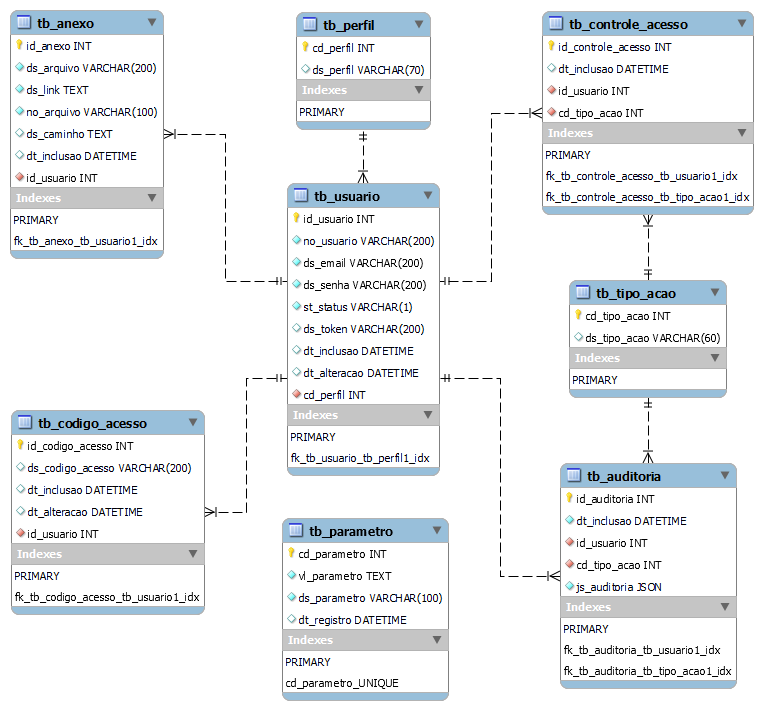 tb_anexo
id_anexo INT
ds_arquivo VARCHAR(200)
ds_link TEXT
no_arquivo VARCHAR(100)
ds_caminho TEXT
dt_inclusao DATETIME
id_usuario INT
Indexes
PRIMARY
fk_tb_anexo_tb_usuario1_idx
tb_perfil
cd_perfil INT
ds_perfil VARCHAR(70)
Indexes
PRIMARY
tb_controle_acesso
id_controle_acesso INT
dt_inclusao DATETIME
id_usuario INT
cd_tipo_acao INT
Indexes
PRIMARY
fk_tb_controle_acesso_tb_usuario1_idx
fk_tb_controle_acesso_tb_tipo_acao1_idx
tb_usuario
id_usuario INT
no_usuario VARCHAR(200)
ds_email VARCHAR(200)
ds_senha VARCHAR(200)
st_status VARCHAR(1)
ds_token VARCHAR(200)
dt_inclusao DATETIME
dt_alteracao DATETIME
cd_perfil INT
Indexes
PRIMARY
fk_tb_usuario_tb_perfil1_idx
tb_tipo_acao
cd_tipo_acao INT
ds_tipo_acao VARCHAR(60)
Indexes
PRIMARY
tb_codigo_acesso
id_codigo_acesso INT
ds_codigo_acesso VARCHAR(200)
dt_inclusao DATETIME
dt_alteracao DATETIME
id_usuario INT
Indexes
PRIMARY
fk_tb_codigo_acesso_tb_usuario1_idx
tb_parametro
cd_parametro INT
vl_parametro TEXT
ds_parametro VARCHAR(100)
dt_registro DATETIME
Indexes
PRIMARY
cd_parametro_UNIQUE
tb_auditoria
id_auditoria INT
dt_inclusao DATETIME
id_usuario INT
cd_tipo_acao INT
js_auditoria JSON
Indexes
PRIMARY
fk_tb_auditoria_tb_usuario1_idx
fk_tb_auditoria_tb_tipo_acao1_idx